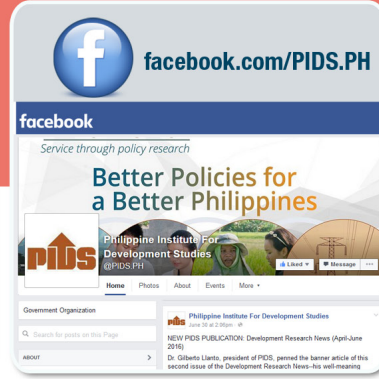 f
facebook.com/PIDS.PH
facebook
Service through policy research
Better Policies for
a Better Philippines
PIDS
Philippine Institute For
Development Studies
@PIDS.PH
Liked
Message
Home Photos About Events More
Government Organization
Search for posts on this Page
ABOUT
PIDS
Philippine Institute For Development Studies
June 30 at 2:06pm
NEW PIDS PUBLICATION: Development Research News (April-June
2016)
Dr. Gilberto Llanto, president of PIDS, penned the banner article of this
second issue of the Development Research News--his well-meaning